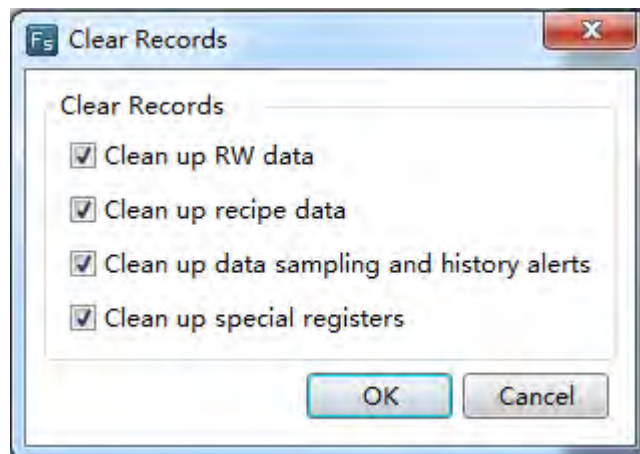 Fs Clear Records
Clear Records
Clean up RW data
Clean up recipe data
Clean up data sampling and history alerts
Clean up special registers
OK Cancel